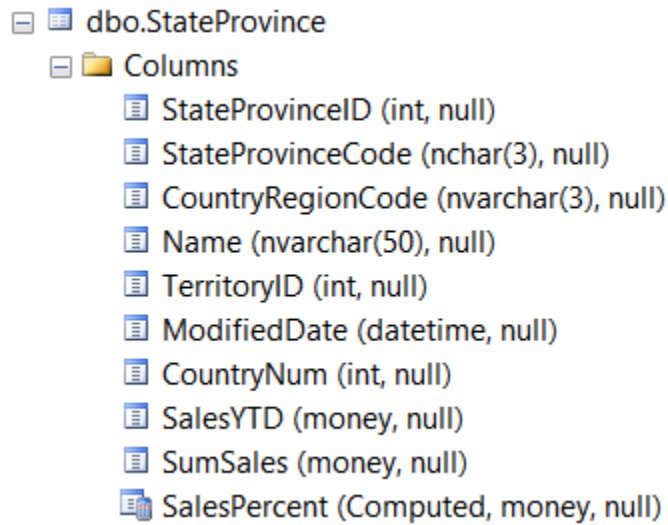 dbo.StateProvince
Columns
StateProvinceID (int, null)
StateProvinceCode (nchar(3), null)
CountryRegionCode (nvarchar(3), null)
Name (nvarchar(50), null)
TerritoryID (int, null)
ModifiedDate (datetime, null)
CountryNum (int, null)
SalesYTD (money, null)
SumSales (money, null)
SalesPercent (Computed, money, null)